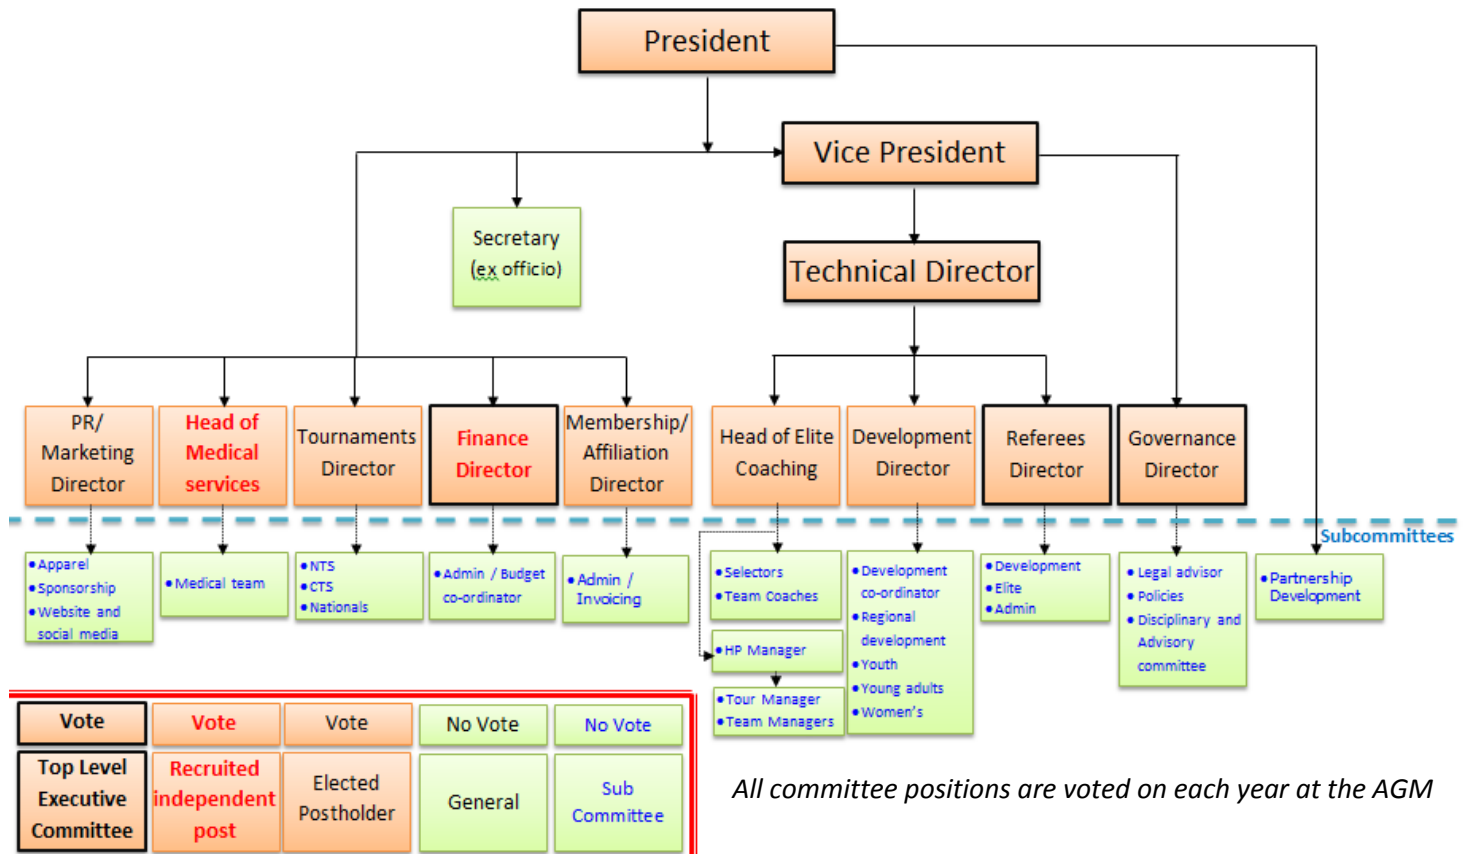 President
Vice President
Secretary
(ex officio)
Technical Director
PR/
Marketing
Director
Head of
Medical
services
Tournaments
Director
Finance
Director
Membership/
Affiliation
Director
Head of Elite
Coaching
Development
Director
Referees
Director
Governance
Director
Subcommittees
•Apparel
•Sponsorship
•Website and
social media
•Medical team
•NTS
•CTS
•Nationals
•Admin / Budget
co-ordinator
•Admin /
Invoicing
•Selectors
•Team Coaches
•HP Manager
•Tour Manager
•Team Managers
•Development
co-ordinator
•Regional
development
•Youth
•Young adults
•Women's
•Development
•Elite
•Admin
•Legal advisor
•Policies
•Disciplinary and
Advisory
committee
•Partnership
Development
Vote
Vote
Vote
No Vote
No Vote
Top Level
Executive
Committee
Recruited
independent
post
Elected
Postholder
General
Sub
Committee
All committee positions are voted on each year at the AGM